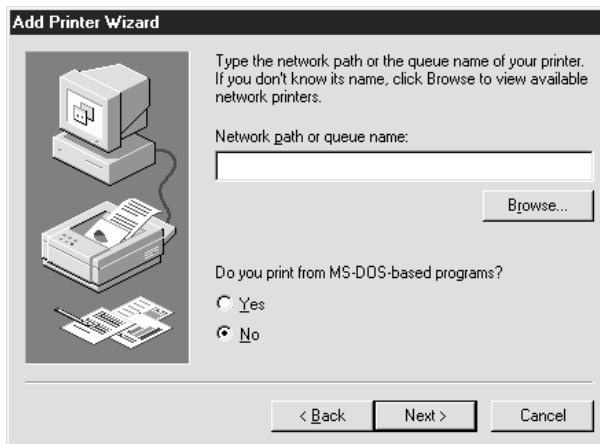 Add Printer Wizard
Type the network path or the queue name of your printer.
If you don't know its name, click Browse to view available
network printers.
Network path or queue name:
Browse...
Do you print from MS-DOS-based programs?
Yes
No
< Back
Next >
Cancel